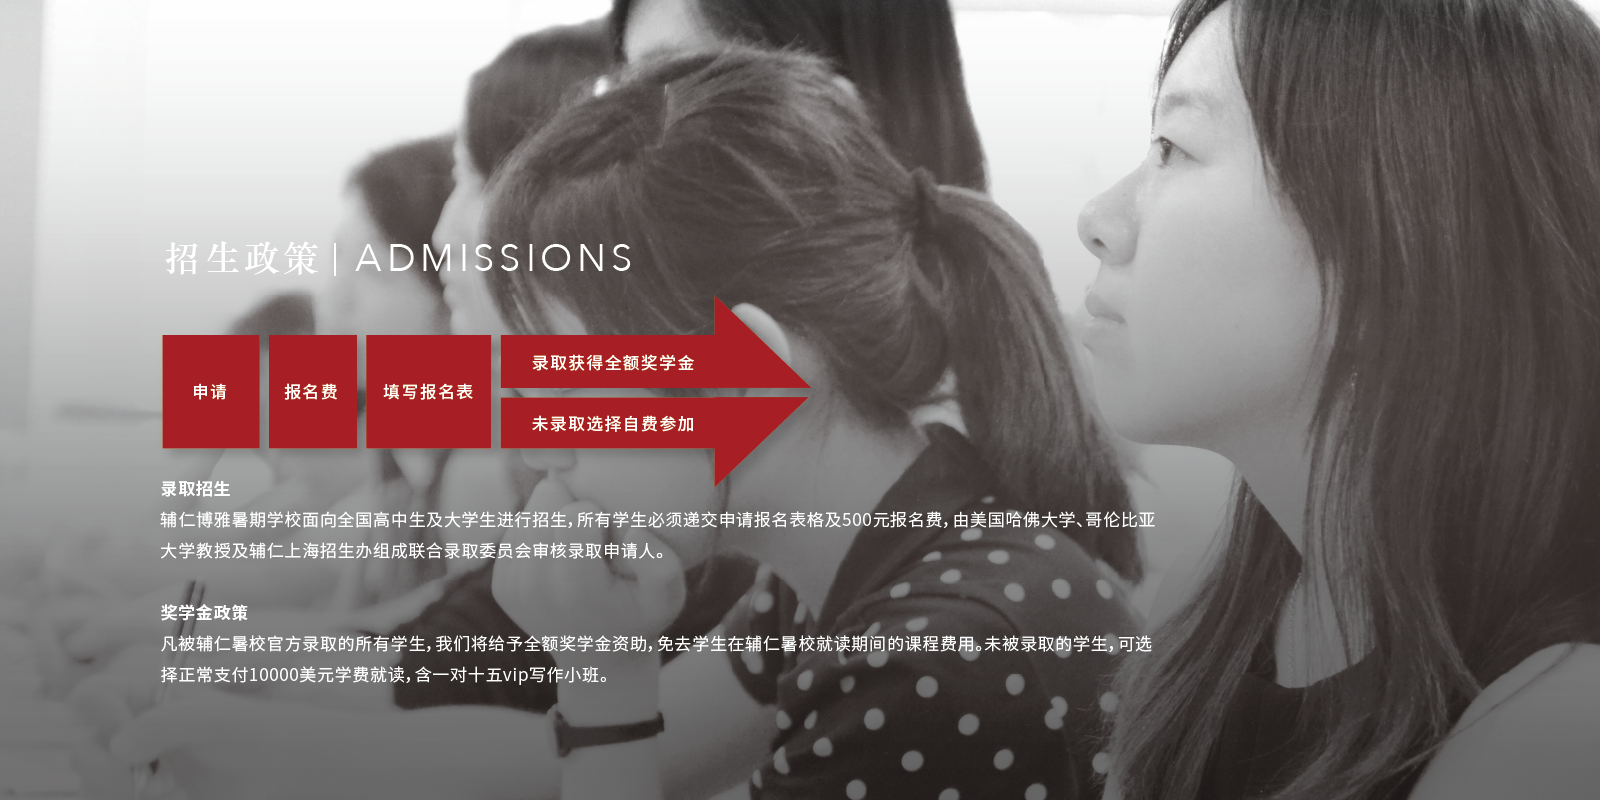 招生政策 | ADMISSIONS
申请
报名费
填写报名表
录取获得全额奖学金
未录取选择自费参加
录取招生
辅仁博雅暑期学校面向全国高中生及大学生进行招生，所有学生必须递交申请报名表格及500元报名费，由美国哈佛大学、哥伦比亚
大学教授及辅仁上海招生办组成联合录取委员会审核录取申请人。
奖学金政策
凡被辅仁暑校官方录取的所有学生，我们将给予全额奖学金资助，免去学生在辅仁暑校就读期间的课程费用。未被录取的学生，可选
择正常支付10000美元学费就读，含一对十五vip写作小班。